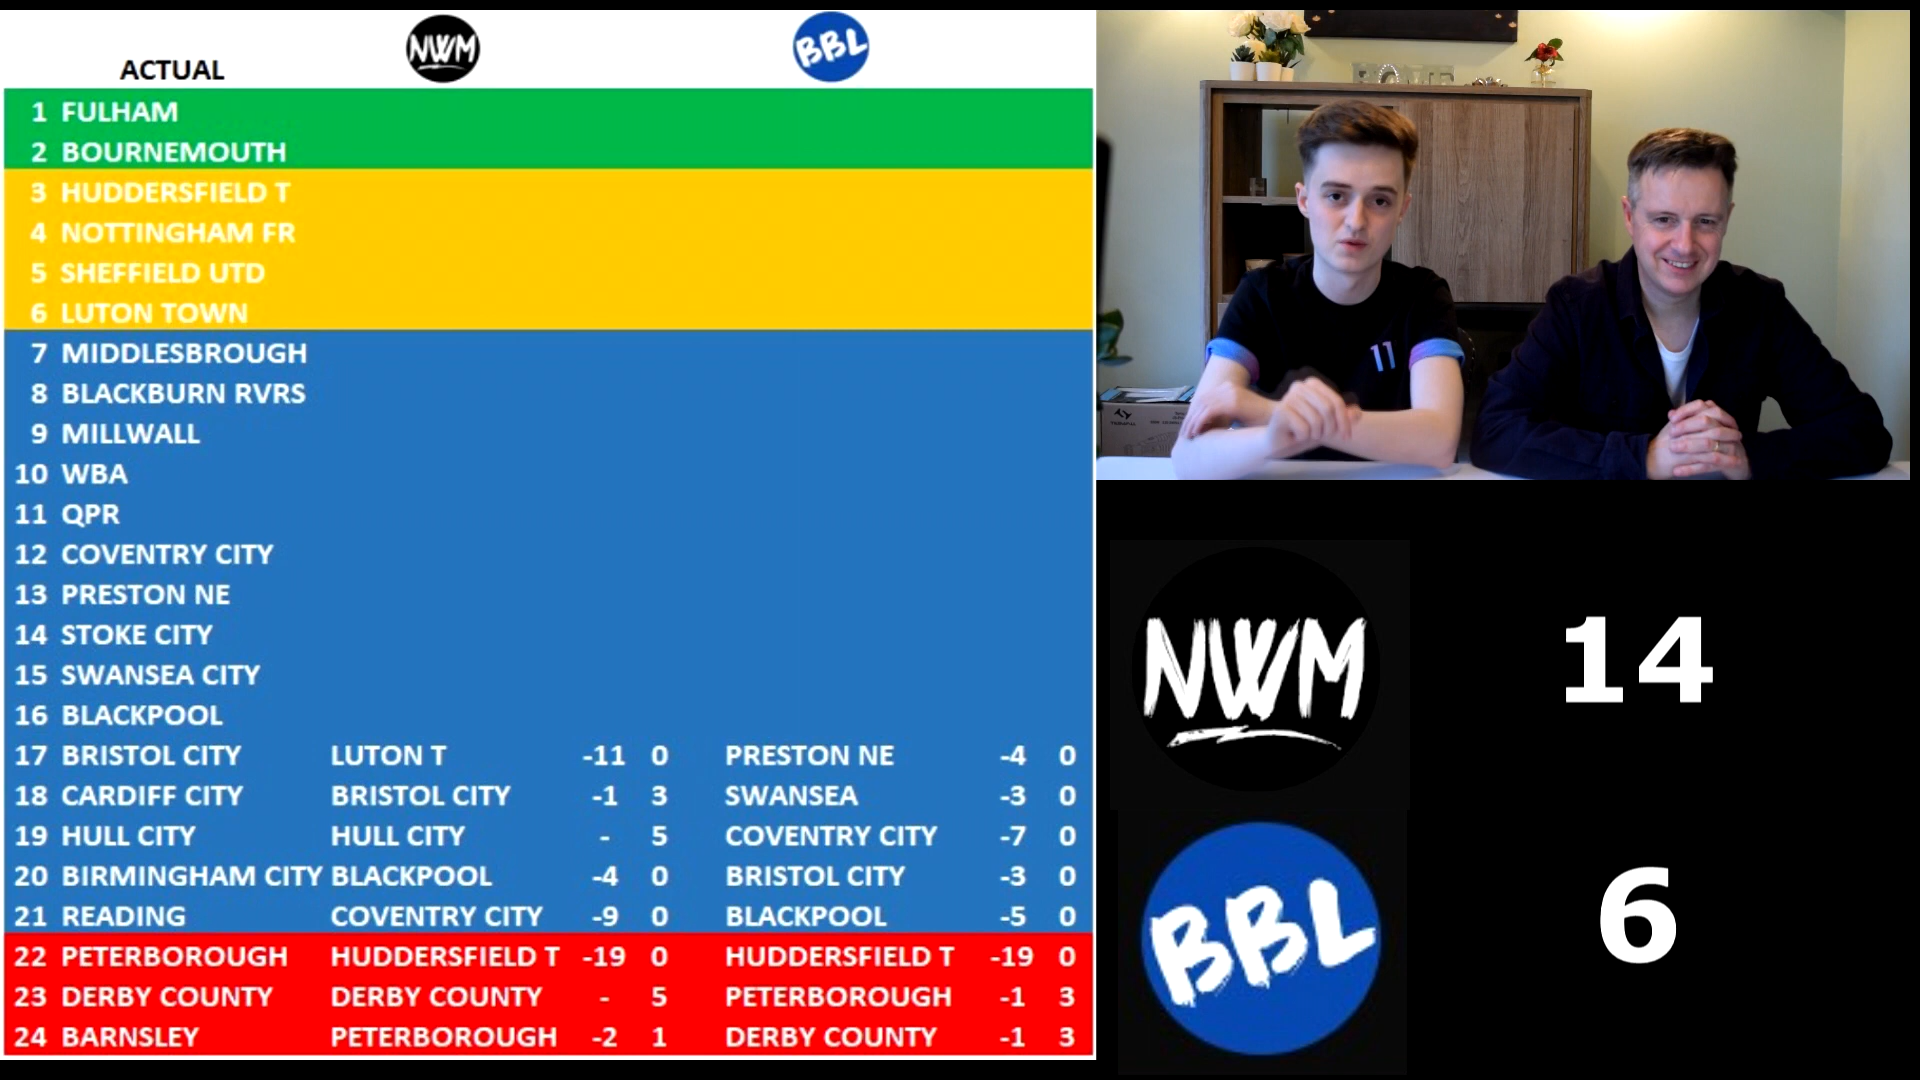 NWM BBL
ACTUAL
1 FULHAM
2 BOURNEMOUTH
3 HUDDERSFIELD T
4 NOTTINGHAM FR
5 SHEFFIELD UTD
6 LUTON TOWN
7 MIDDLESBROUGH
8 BLACKBURN RVRS
9 MILLWALL
10 WBA
11 QPR
12 COVENTRY CITY
13 PRESTON NE
14 STOKE CITY
15 SWANSEA CITY
16 BLACKPOOL
17 BRISTOL CITY LUTON T -11 0 PRESTON NE -4 0
18 CARDIFF CITY BRISTOL CITY -1 3 SWANSEA -3 0
19 HULL CITY HULL CITY - 5 COVENTRY CITY -7 0
20 BIRMINGHAM CITY BLACKPOOL -4 0 BRISTOL CITY -3 0
21 READING COVENTRY CITY -9 0 BLACKPOOL -5 0
22 PETERBOROUGH HUDDERSFIELD T -19 0 HUDDERSFIELD T -19 0
23 DERBY COUNTY DERBY COUNTY - 5 PETERBOROUGH -1 3
24 BARNSLEY PETERBOROUGH -2 1 DERBY COUNTY -1 3
11
NWM 14
BBL 6